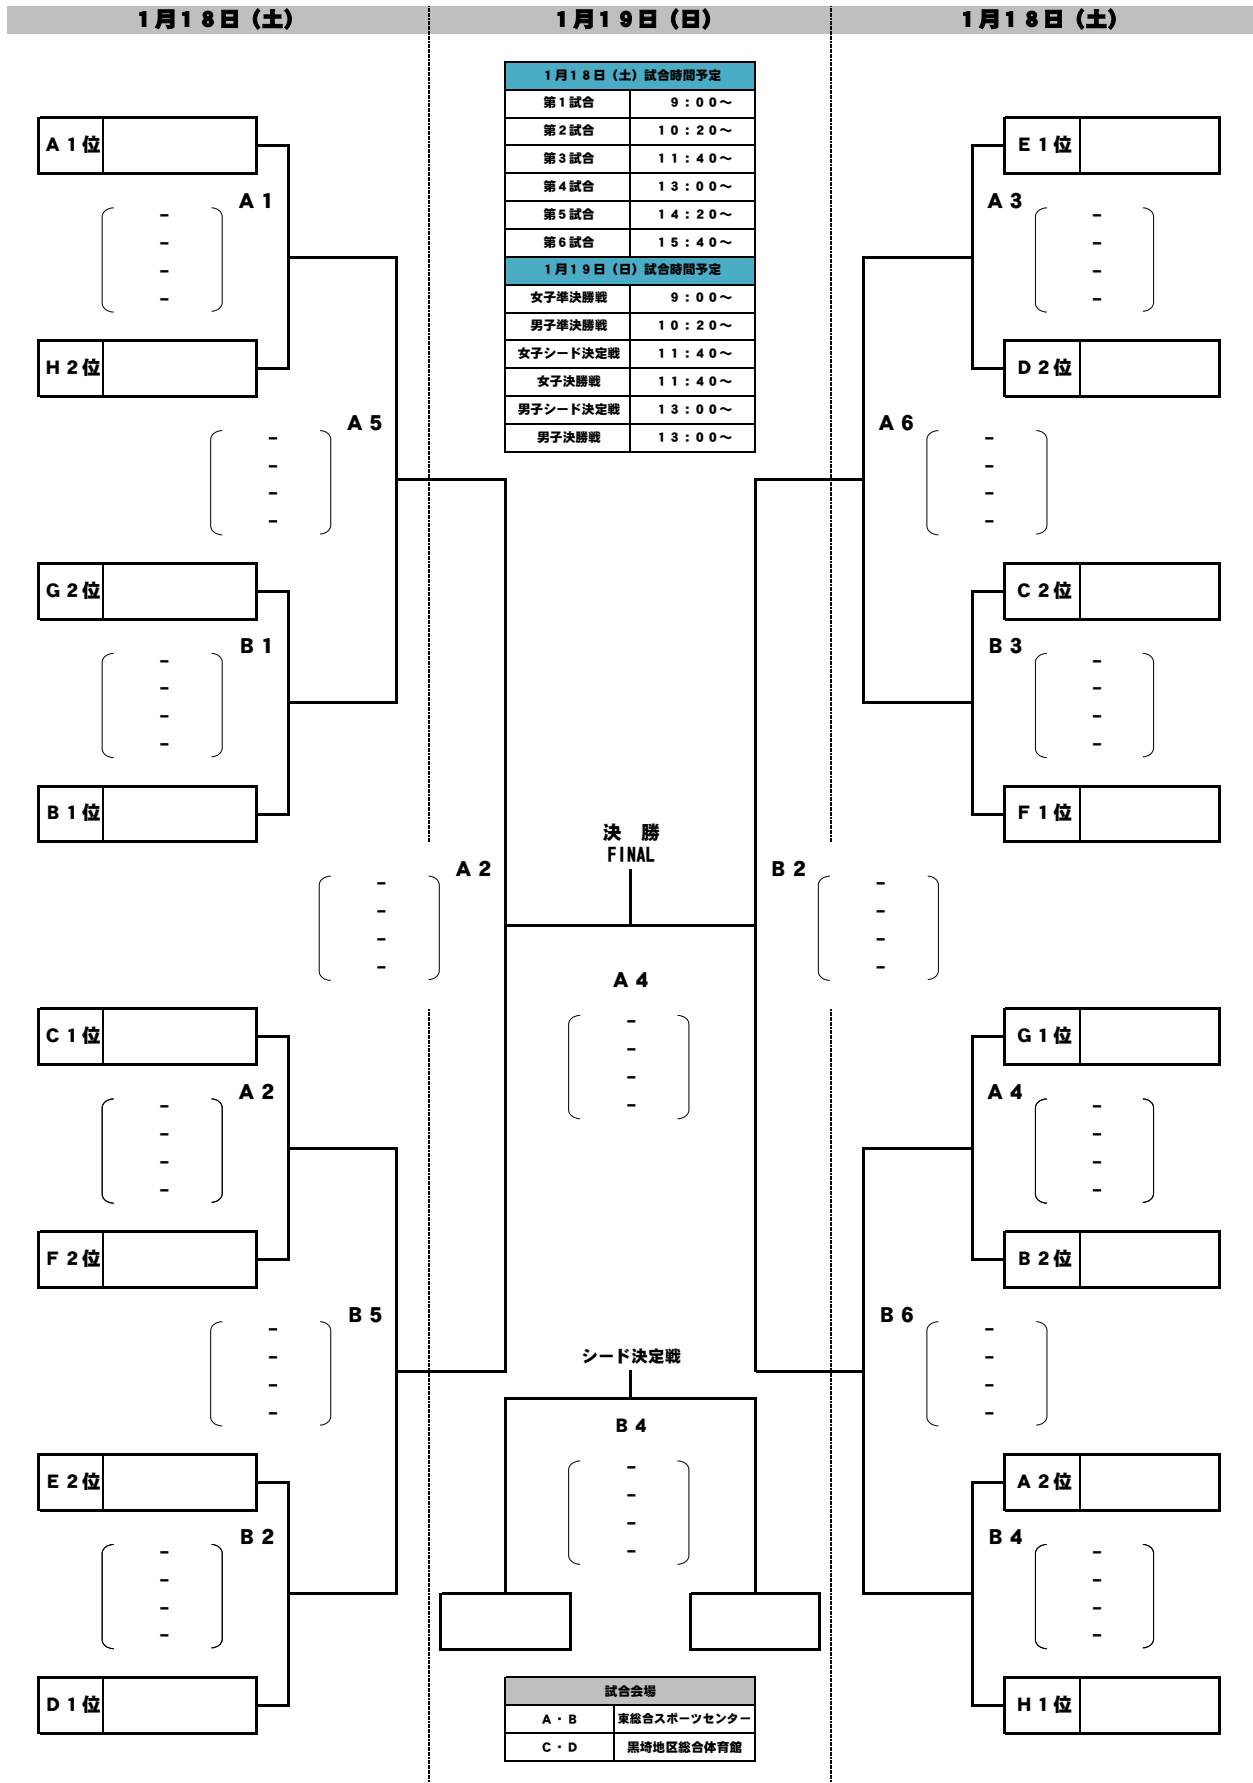 １月１８日（土）
１月１９日（日）
１月１８日（土）
１月１８日（土）試合時間予定
第１試合 ９：００～
第２試合 １０：２０～
第３試合 １１：４０～
第４試合 １３：００～
第５試合 １４：２０～
第６試合 １５：４０～
１月１９日（日）試合時間予定
女子準決勝戦 ９：００～
男子準決勝戦 １０：２０～
女子シード決定戦 １１：４０～
女子決勝戦 １１：４０～
男子シード決定戦 １３：００～
男子決勝戦 １３：００～
A１位
A１
-
-
-
-
H２位
A５
-
-
-
-
G２位
B１
-
-
-
-
B１位
A２
-
-
-
-
C１位
A２
-
-
-
-
F２位
B５
-
-
-
-
E２位
B２
-
-
-
-
D１位
決　勝
FINAL
A４
-
-
-
-
シード決定戦
B４
-
-
-
-
E１位
A３
-
-
-
-
D２位
A６
-
-
-
-
C２位
B３
-
-
-
-
F１位
B２
-
-
-
-
G１位
A４
-
-
-
-
B２位
B６
-
-
-
-
A２位
B４
-
-
-
-
H１位
試合会場
A・B 東総合スポーツセンター
C・D 黒埼地区総合体育館